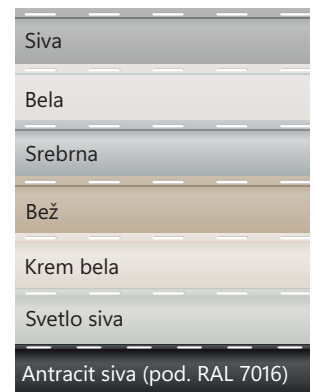 Siva
Bela
Srebrna
Bež
Krem bela
Svetlo siva
Antracit siva (pod. RAL 7016)